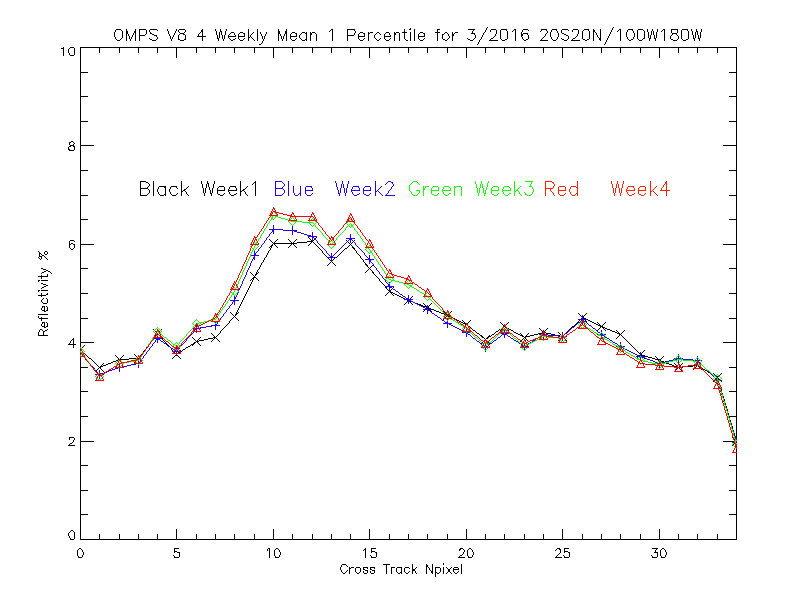 OMPS V8 4 Weekly Mean 1 Percentile for 3/2016 20S20N/100W180W
10
8
Black Week1 Blue Week2 Green Week3 Red Week4
6
Reflectivity %
4
2
0
0 5 10 15 20 25 30
Cross Track Npixel